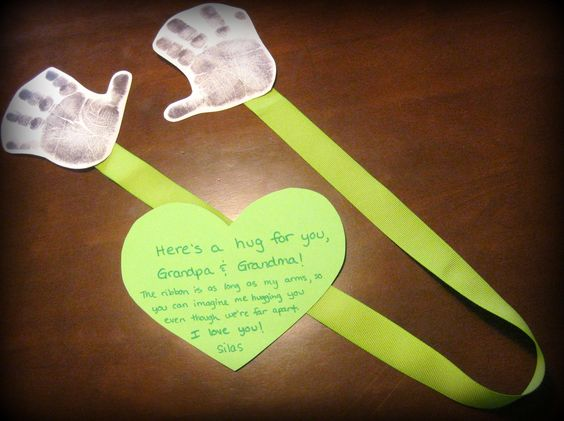 Here's a hug for you,
Grandpa & Grandma!
The ribbon is as long as my arms, so
you can imagine me hugging you
even though we're far apart.
I love you!
Silas